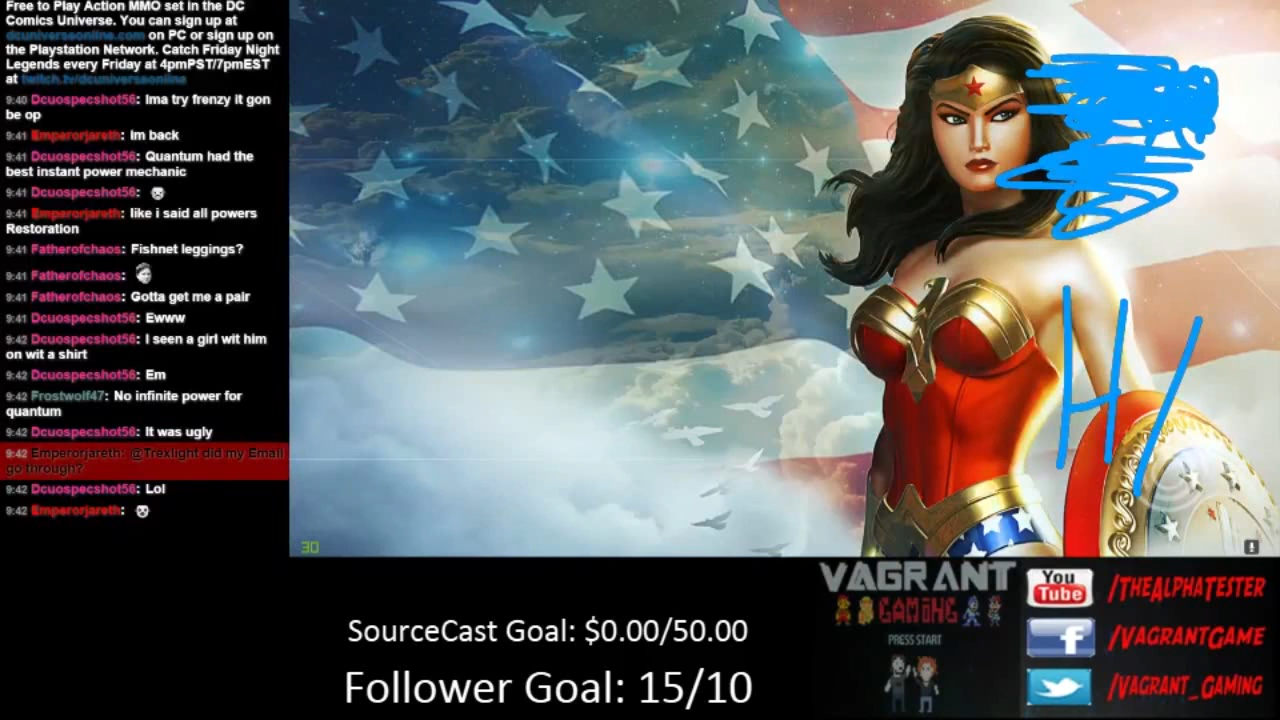 Free to Play Action MMO set in the DC
Comics Universe. You can sign up at
dcuniverseonline.com on PC or sign up on
the Playstation Network. Catch Friday Night
Legends every Friday at 4pmPST/7pmEST
at twitch.tv/dcuniverseonline
9:40 Dcuospecshot56: Ima try frenzy it gon
be op
9:41 Emperorjareth: Im back
9:41 Dcuospecshot56: Quantum had the
best instant power mechanic
9:41 Dcuospecshot56:
9:41 Emperorjareth: like i said all powers
Restoration
9:41 Fatherofchaos: Fishnet leggings?
9:41 Fatherofchaos:
9:41 Fatherofchaos: Gotta get me a pair
9:41 Dcuospecshot56: Ewww
9:42 Dcuospecshot56: I seen a girl wit him
on wit a shirt
9:42 Dcuospecshot56: Em
9:42 Frostwolf47: No infinite power for
quantum
9:42 Dcuospecshot56: It was ugly
9:42 Emperorjareth: @Trexlight did my Email
go through?
9:42 Dcuospecshot56: Lol
9:42 Emperorjareth:
HI
30
SourceCast Goal: $0.00/50.00
Follower Goal: 15/10
VAGRANT
GAMING
PRESS START
You
Tube
/THEALPHATESTER
f
/VAGRANTGAME
/VAGRANT_GAMING